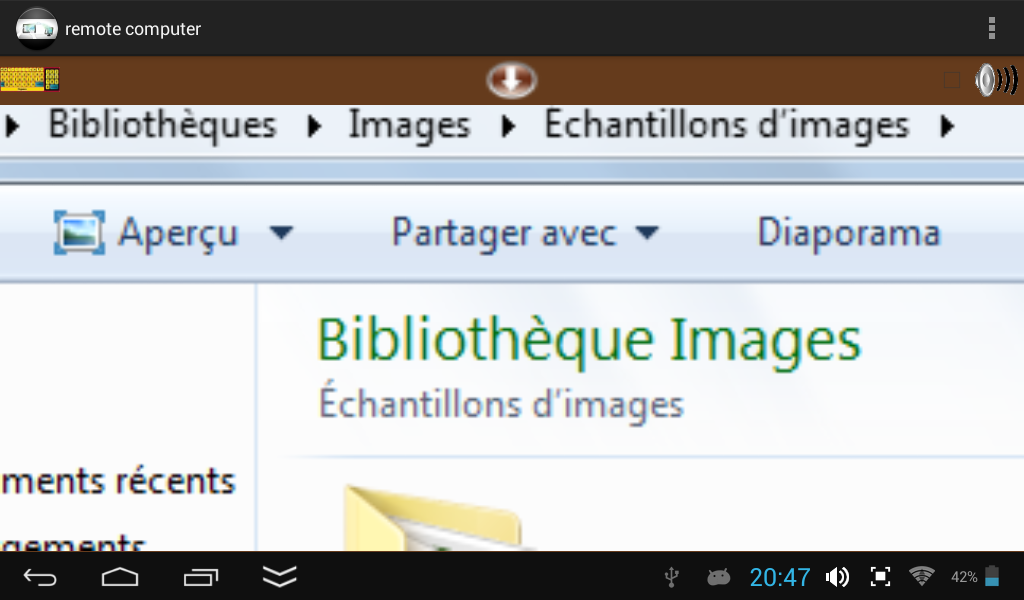 remote computer
Bibliothèques Images Échantillons d'images
Aperçu Partager avec Diaporama
Bibliothèque Images
Échantillons d'images
ments récents
gements
20:47 42%